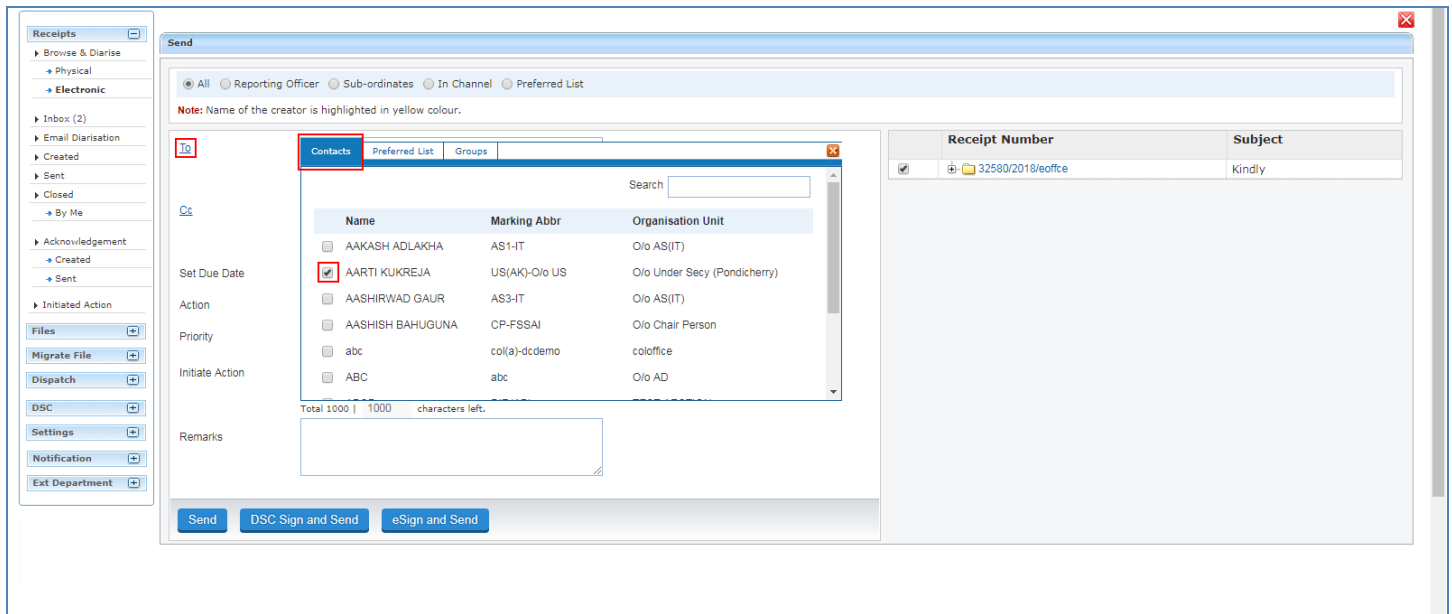 Receipts
Browse & Diarise
Physical
Electronic
Inbox (2)
Email Diarisation
Created
Sent
Closed
By Me
Acknowledgement
Created
Sent
Initiated Action
Files
Migrate File
Dispatch
DSC
Settings
Notification
Ext Department
Send
All Reporting Officer Sub-ordinates In Channel Preferred List
Note: Name of the creator is highlighted in yellow colour.
To
Cc
Set Due Date
Action
Priority
Initiate Action
Remarks
Contacts Preferred List Groups
Search
Name Marking Abbr Organisation Unit
AAKASH ADLAKHA AS1-IT O/o AS(IT)
AARTI KUKREJA US(AK)-O/o US O/o Under Secy (Pondicherry)
AASHIRWAD GAUR AS3-IT O/o AS(IT)
AASHISH BAHUGUNA CP-FSSAI O/o Chair Person
abc col(a)-dcdemo coloffice
ABC abc O/o AD
Total 1000 | 1000 characters left.
Send DSC Sign and Send eSign and Send
Receipt Number Subject
32580/2018/eoffce Kindly